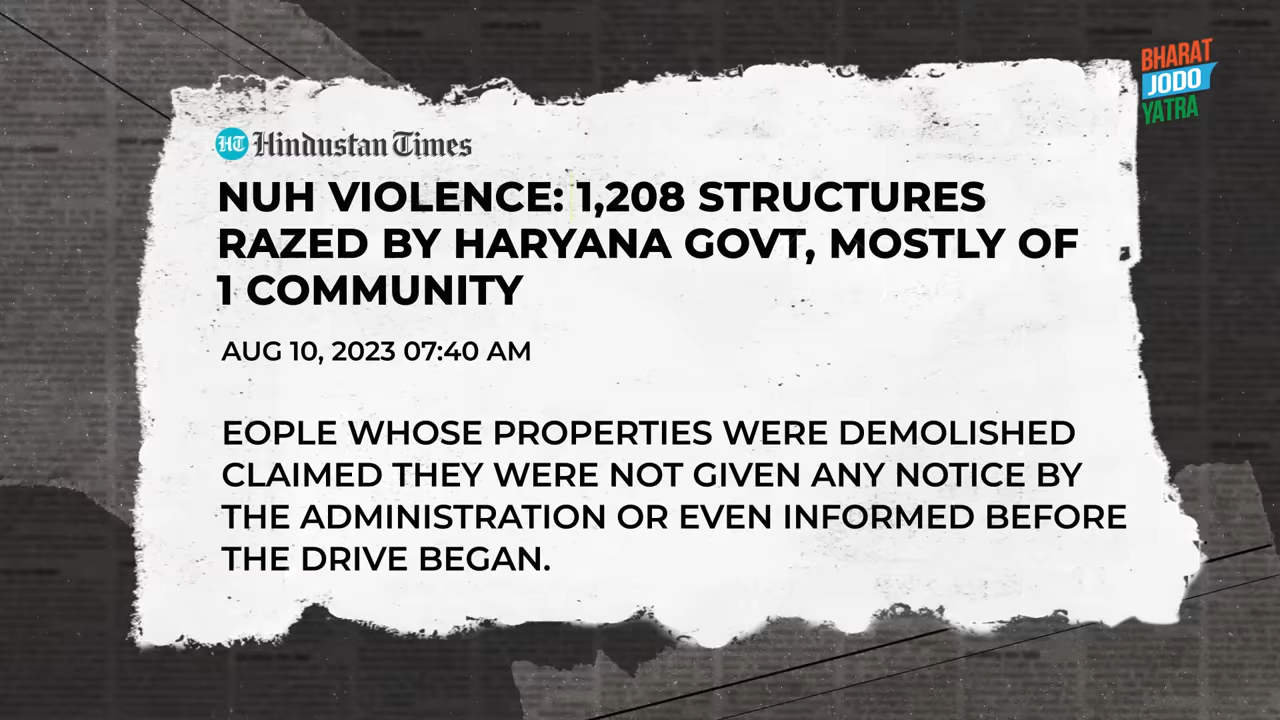 BHARAT
JODO
YATRA
HT Hindustan Times
NUH VIOLENCE: 1,208 STRUCTURES
RAZED BY HARYANA GOVT, MOSTLY OF
1 COMMUNITY
AUG 10, 2023 07:40 AM
EOPLE WHOSE PROPERTIES WERE DEMOLISHED
CLAIMED THEY WERE NOT GIVEN ANY NOTICE BY
THE ADMINISTRATION OR EVEN INFORMED BEFORE
THE DRIVE BEGAN.